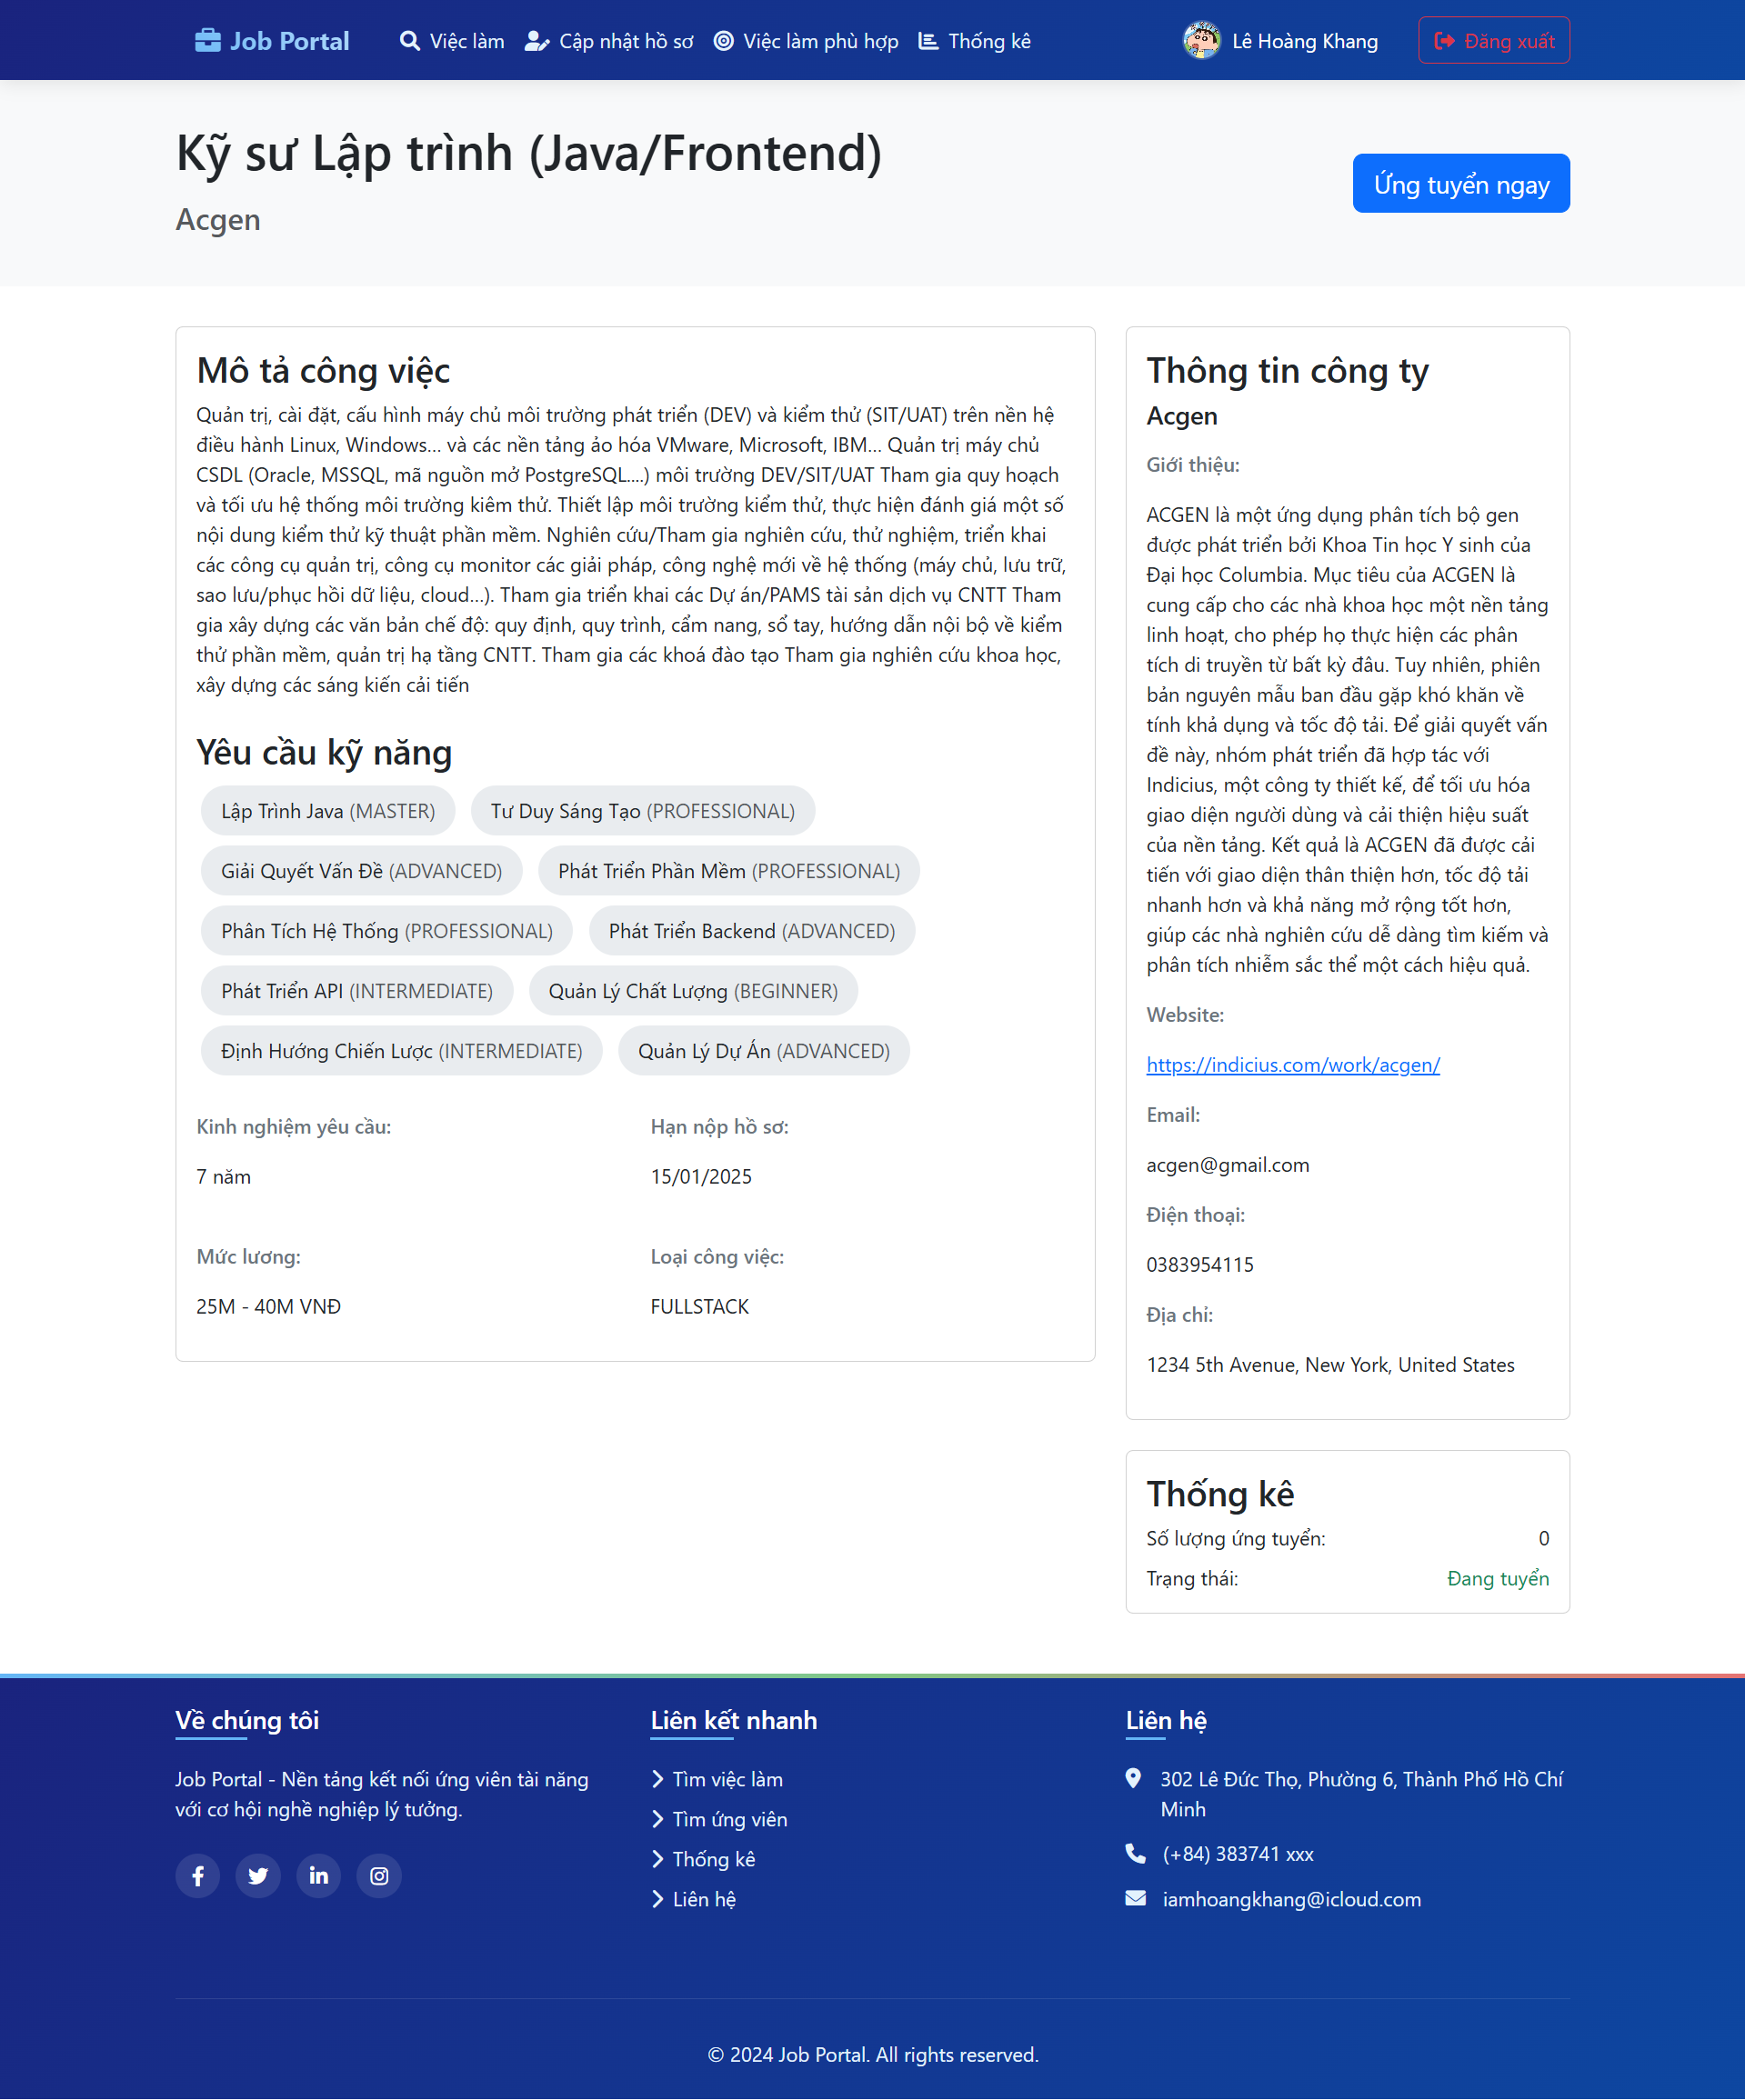 Job Portal
Việc làm
Cập nhật hồ sơ
Việc làm phù hợp
Thống kê
Lê Hoàng Khang
Đăng xuất
Kỹ sư Lập trình (Java/Frontend)
Acgen
Ứng tuyển ngay
Mô tả công việc
Quản trị, cài đặt, cấu hình máy chủ môi trường phát triển (DEV) và kiểm thử (SIT/UAT) trên nền hệ
điều hành Linux, Windows... và các nền tảng ảo hóa VMware, Microsoft, IBM... Quản trị máy chủ
CSDL (Oracle, MSSQL, mã nguồn mở PostgreSQL....) môi trường DEV/SIT/UAT Tham gia quy hoạch
và tối ưu hệ thống môi trường kiêm thử. Thiết lập môi trường kiểm thử, thực hiện đánh giá một số
nội dung kiểm thử kỹ thuật phần mềm. Nghiên cứu/Tham gia nghiên cứu, thử nghiệm, triển khai
các công cụ quản trị, công cụ monitor các giải pháp, công nghệ mới về hệ thống (máy chủ, lưu trữ,
sao lưu/phục hồi dữ liệu, cloud...). Tham gia triển khai các Dự án/PAMS tài sản dịch vụ CNTT Tham
gia xây dựng các văn bản chế độ: quy định, quy trình, cẩm nang, sổ tay, hướng dẫn nội bộ về kiểm
thử phần mềm, quản trị hạ tầng CNTT. Tham gia các khoá đào tạo Tham gia nghiên cứu khoa học,
xây dựng các sáng kiến cải tiến
Yêu cầu kỹ năng
Lập Trình Java (MASTER)
Tư Duy Sáng Tạo (PROFESSIONAL)
Giải Quyết Vấn Đề (ADVANCED)
Phát Triển Phần Mềm (PROFESSIONAL)
Phân Tích Hệ Thống (PROFESSIONAL)
Phát Triển Backend (ADVANCED)
Phát Triển API (INTERMEDIATE)
Quản Lý Chất Lượng (BEGINNER)
Định Hướng Chiến Lược (INTERMEDIATE)
Quản Lý Dự Án (ADVANCED)
Kinh nghiệm yêu cầu:
7 năm
Hạn nộp hồ sơ:
15/01/2025
Mức lương:
25M - 40M VNĐ
Loại công việc:
FULLSTACK
Thông tin công ty
Acgen
Giới thiệu:
ACGEN là một ứng dụng phân tích bộ gen
được phát triển bởi Khoa Tin học Y sinh của
Đại học Columbia. Mục tiêu của ACGEN là
cung cấp cho các nhà khoa học một nền tảng
linh hoạt, cho phép họ thực hiện các phân
tích di truyền từ bất kỳ đâu. Tuy nhiên, phiên
bản nguyên mẫu ban đầu gặp khó khăn về
tính khả dụng và tốc độ tải. Để giải quyết vấn
đề này, nhóm phát triển đã hợp tác với
Indicius, một công ty thiết kế, để tối ưu hóa
giao diện người dùng và cải thiện hiệu suất
của nền tảng. Kết quả là ACGEN đã được cải
tiến với giao diện thân thiện hơn, tốc độ tải
nhanh hơn và khả năng mở rộng tốt hơn,
giúp các nhà nghiên cứu dễ dàng tìm kiếm và
phân tích nhiễm sắc thể một cách hiệu quả.
Website:
https://indicius.com/work/acgen/
Email:
acgen@gmail.com
Điện thoại:
0383954115
Địa chỉ:
1234 5th Avenue, New York, United States
Thống kê
Số lượng ứng tuyển: 0
Trạng thái: Đang tuyển
Về chúng tôi
Job Portal - Nền tảng kết nối ứng viên tài năng
với cơ hội nghề nghiệp lý tưởng.
Liên kết nhanh
Tìm việc làm
Tìm ứng viên
Thống kê
Liên hệ
Liên hệ
302 Lê Đức Thọ, Phường 6, Thành Phố Hồ Chí
Minh
(+84) 383741 xxx
iamhoangkhang@icloud.com
© 2024 Job Portal. All rights reserved.